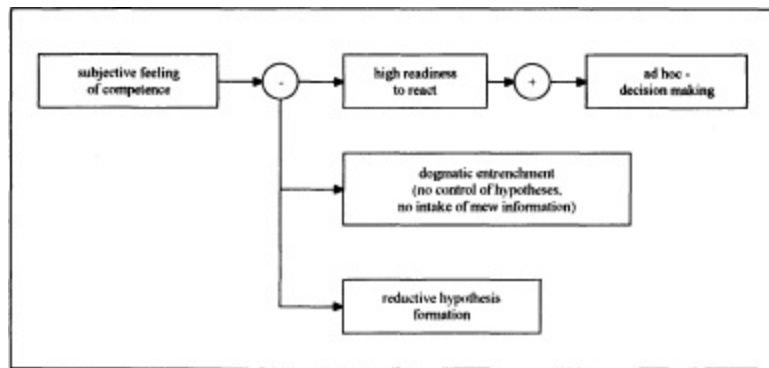 subjective feeling
of competence
-
high readiness
to react
+
ad hoc -
decision making
dogmatic entrenchment
(no control of hypotheses,
no intake of mew information)
reductive hypothesis
formation